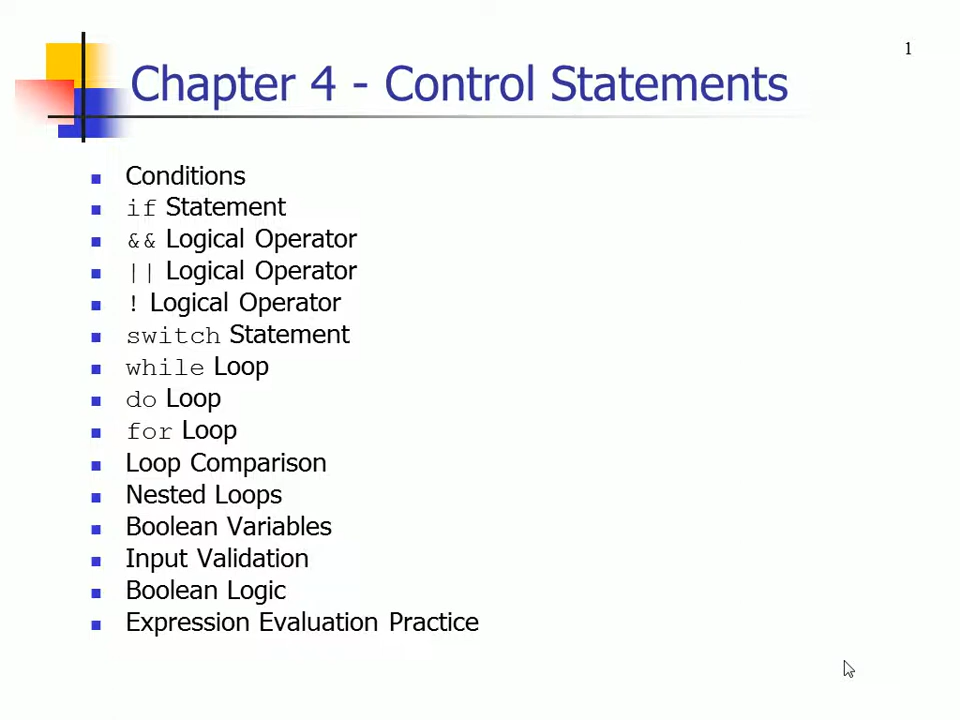 1
Chapter 4 - Control Statements
Conditions
if Statement
&& Logical Operator
|| Logical Operator
! Logical Operator
switch Statement
while Loop
do Loop
for Loop
Loop Comparison
Nested Loops
Boolean Variables
Input Validation
Boolean Logic
Expression Evaluation Practice